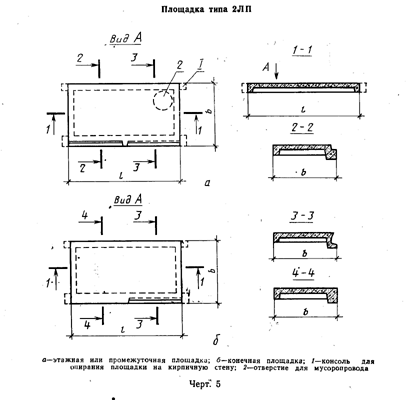 Площадка типа 2ЛП
Вид А
1-1
2
3
2
1
А
b
1
1
l
2
3
l
а
2-2
b
Вид А
4
3
3-3
b
b
1
1
4-4
4
3
l
б
b
а—этажная или промежуточная площадка; б—конечная площадка; 1—консоль для
опирания площадки на кирпичную стену; 2—отверстие для мусоропровода
Черт. 5